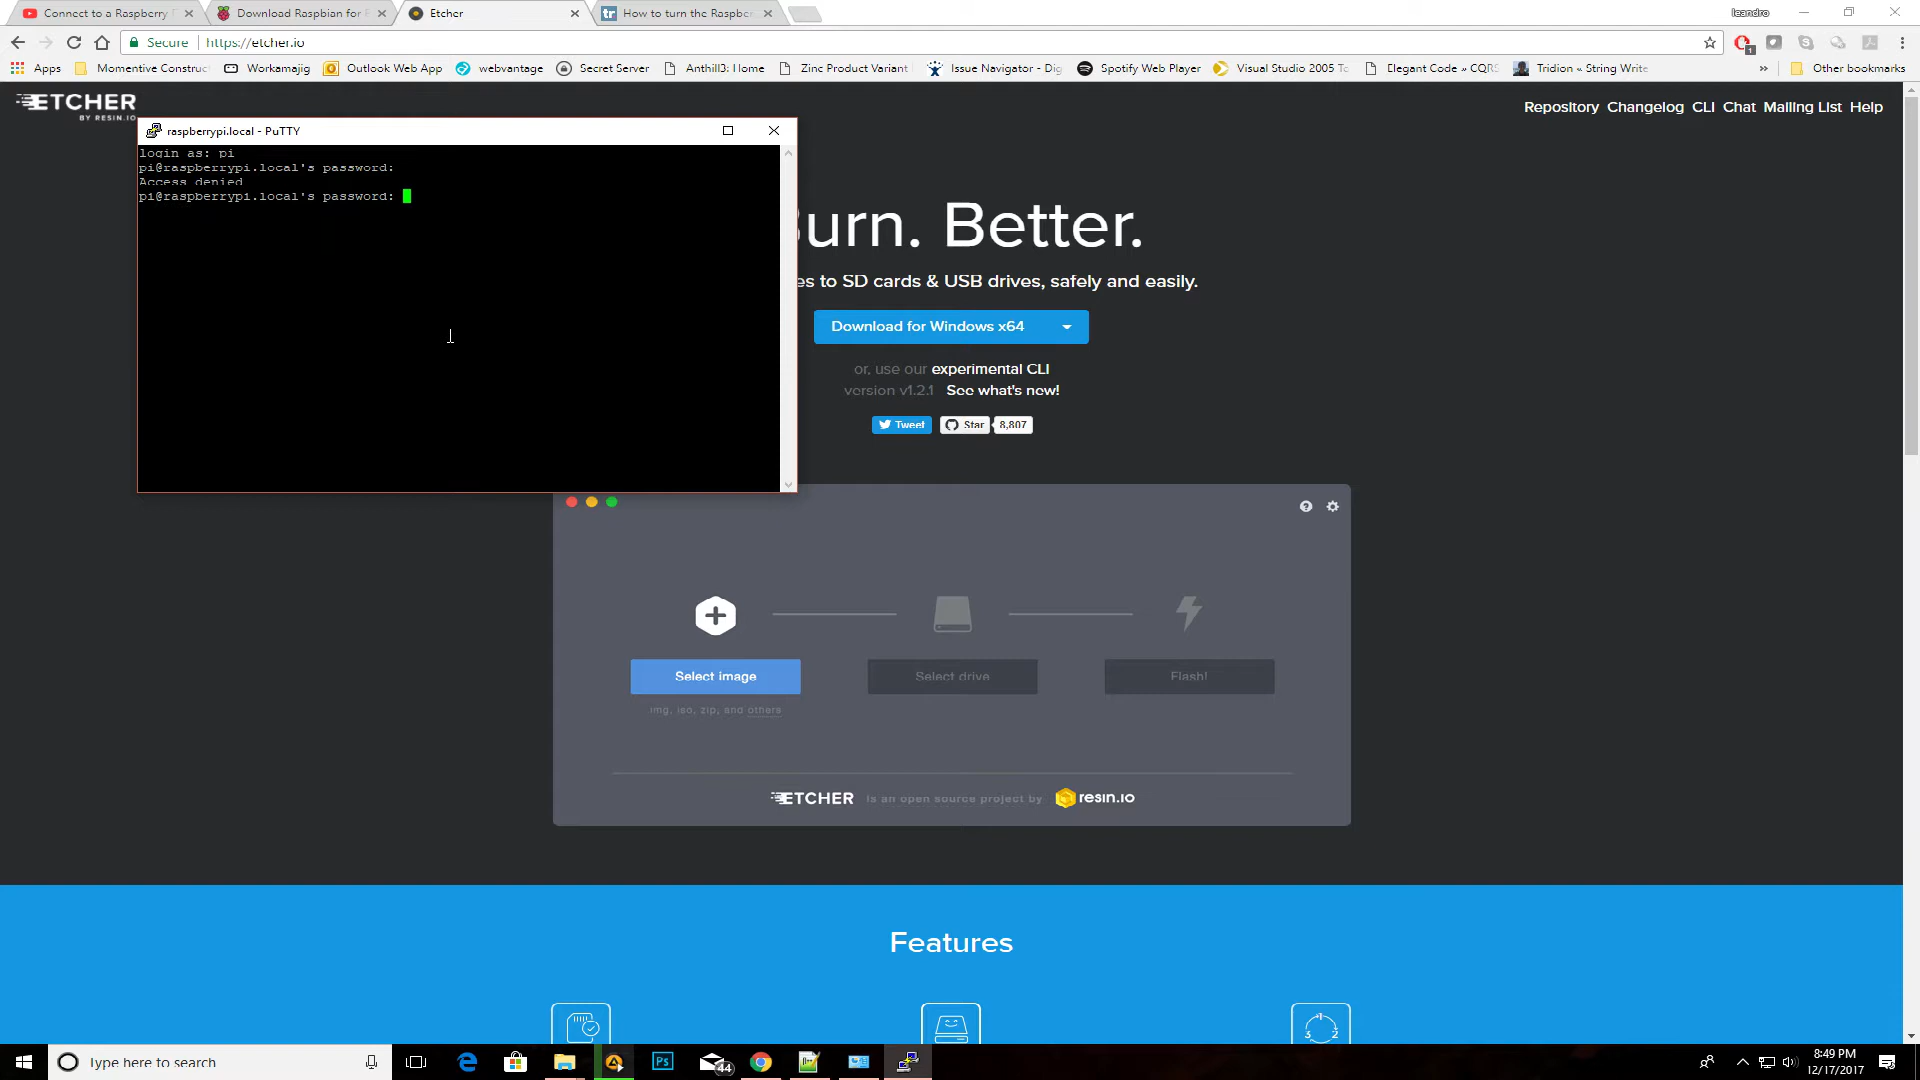 Connect to a Raspberry P
Download Raspbian for
Etcher
How to turn the Raspber
leandro
Secure
https://etcher.io
Apps
Momentive Construc
Workamajig
Outlook Web App
webvantage
Secret Server
Anthill3: Home
Zinc Product Variant
Issue Navigator - Dig
Spotify Web Player
Visual Studio 2005 To
Elegant Code » CQRS
Tridion « String Write
»
Other bookmarks
ETCHER
BY RESIN.IO
Repository Changelog CLI Chat Mailing List Help
raspberrypi.local - PuTTY
login as: pi
pi@raspberrypi.local's password:
Access denied
pi@raspberrypi.local's password:
urn. Better.
es to SD cards & USB drives, safely and easily.
Download for Windows x64
or, use our experimental CLI
version v1.2.1 See what's new!
Tweet
Star
8,807
Select image
Select drive
Flash!
img, iso, zip, and others
ETCHER is an open source project by resin.io
Features
Type here to search
Ps
44
8:49 PM
12/17/2017